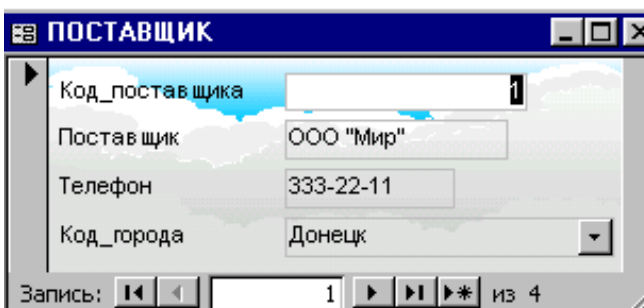 ПОСТАВЩИК
Код_поставщика 1
Поставщик ООО "Мир"
Телефон 333-22-11
Код_города Донецк
Запись: 1 из 4